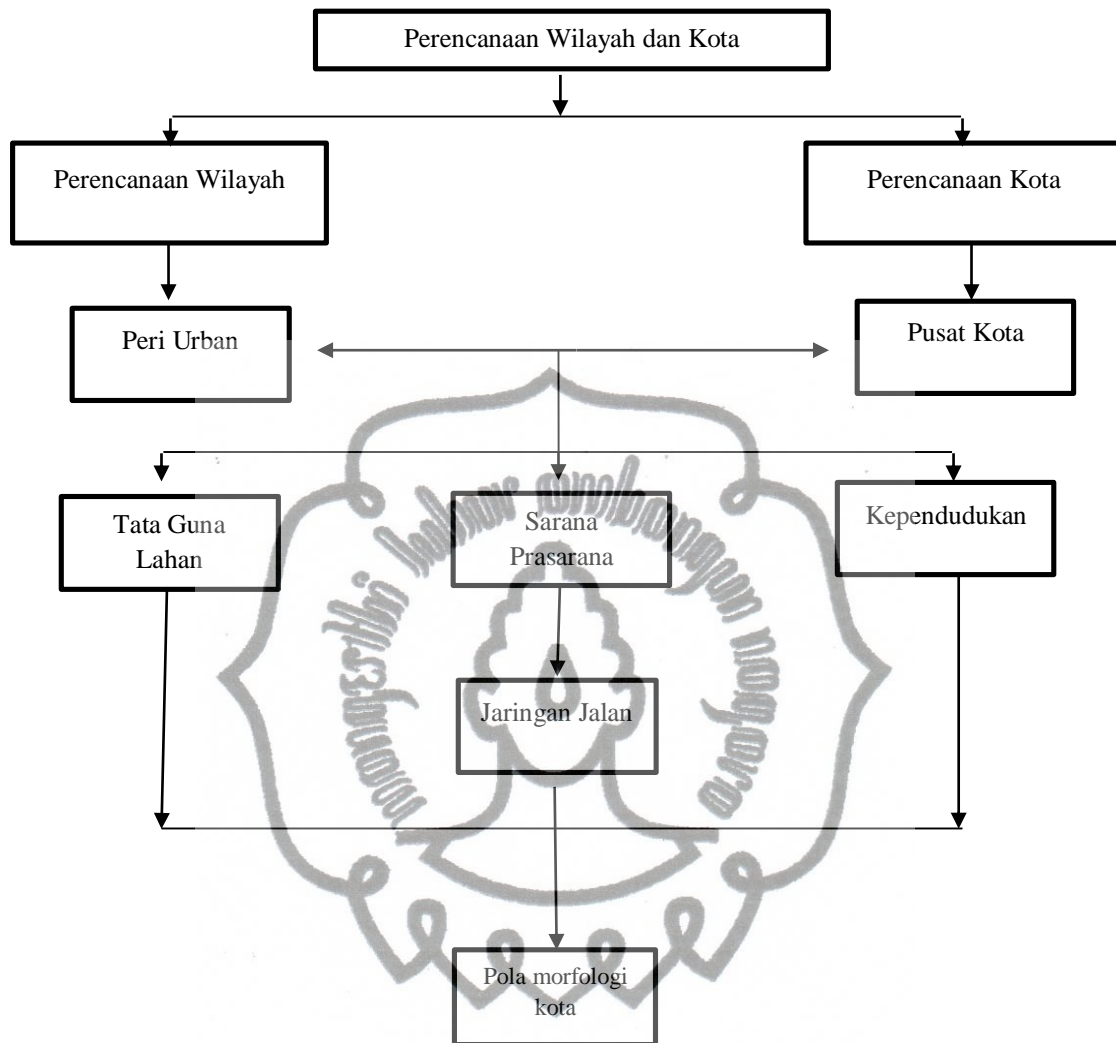 Perencanaan Wilayah dan Kota
Perencanaan Wilayah
Perencanaan Kota
Peri Urban
Pusat Kota
Tata Guna
Lahan
Sarana
Prasarana
Kependudukan
Jaringan Jalan
Pola morfologi
kota